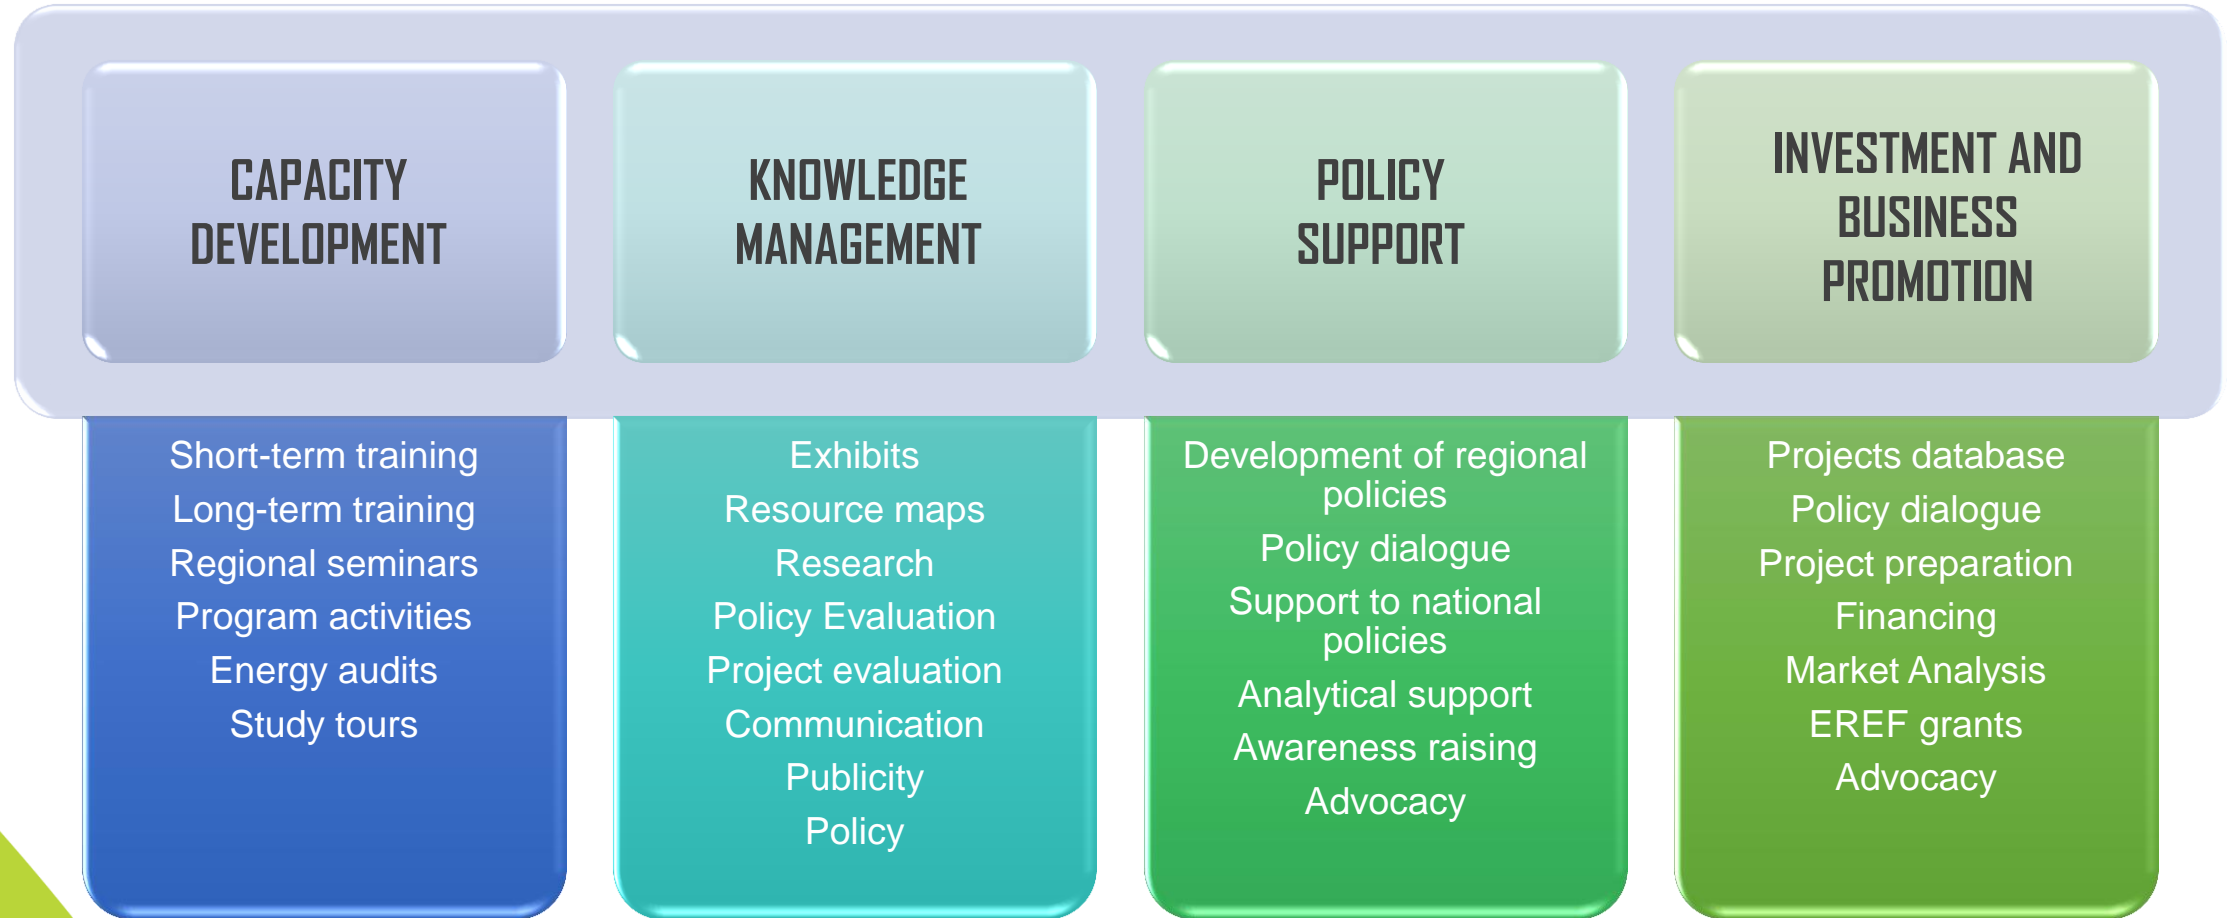 CAPACITY
DEVELOPMENT
Short-term training
Long-term training
Regional seminars
Program activities
Energy audits
Study tours
KNOWLEDGE
MANAGEMENT
Exhibits
Resource maps
Research
Policy Evaluation
Project evaluation
Communication
Publicity
Policy
POLICY
SUPPORT
Development of regional
policies
Policy dialogue
Support to national
policies
Analytical support
Awareness raising
Advocacy
INVESTMENT AND
BUSINESS
PROMOTION
Projects database
Policy dialogue
Project preparation
Financing
Market Analysis
EREF grants
Advocacy